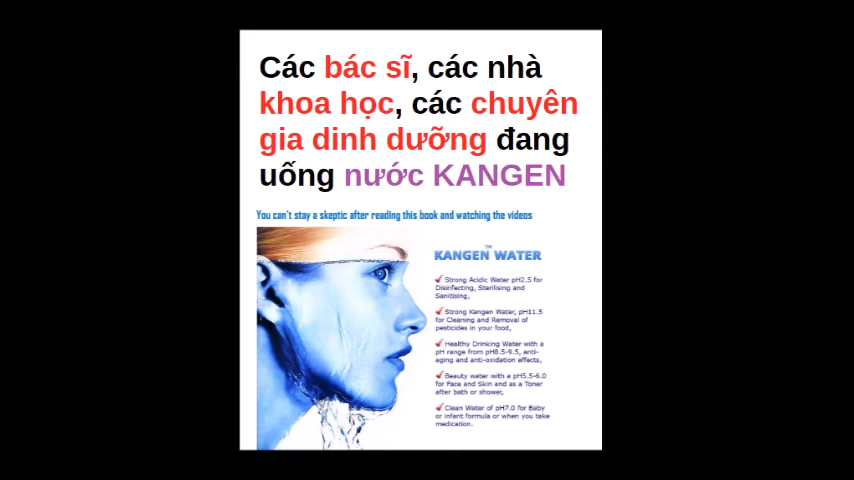 Các bác sĩ, các nhà
khoa học, các chuyên
gia dinh dưỡng đang
uống nước KANGEN
You can't stay a skeptic after reading this book and watching the videos
KANGEN WATER™
Strong Acidic Water pH2.5 for
Disinfecting, Sterilising and
Sanitising,
Strong Kangen Water, pH11.5
for Cleaning and Removal of
pesticides in your food,
Healthy Drinking Water with a
pH range from pH8.5-9.5, anti-
aging and anti-oxidation effects,
Beauty water with a pH5.5-6.0
for Face and Skin and as a Toner
after bath or shower,
Clean Water of pH7.0 for Baby
or infant formula or when you take
medication.